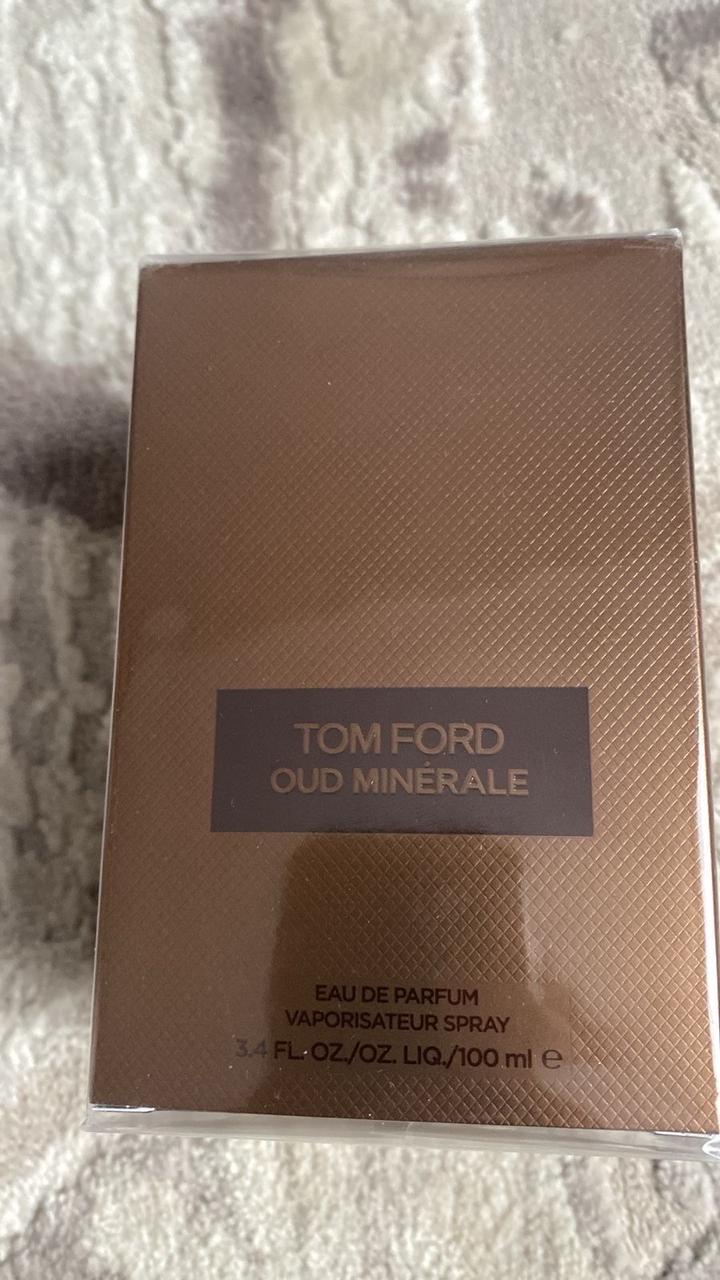 TOM FORD
OUD MINÉRALE
EAU DE PARFUM
VAPORISATEUR SPRAY
3.4 FL. OZ./OZ. LIQ./100 ml ℮